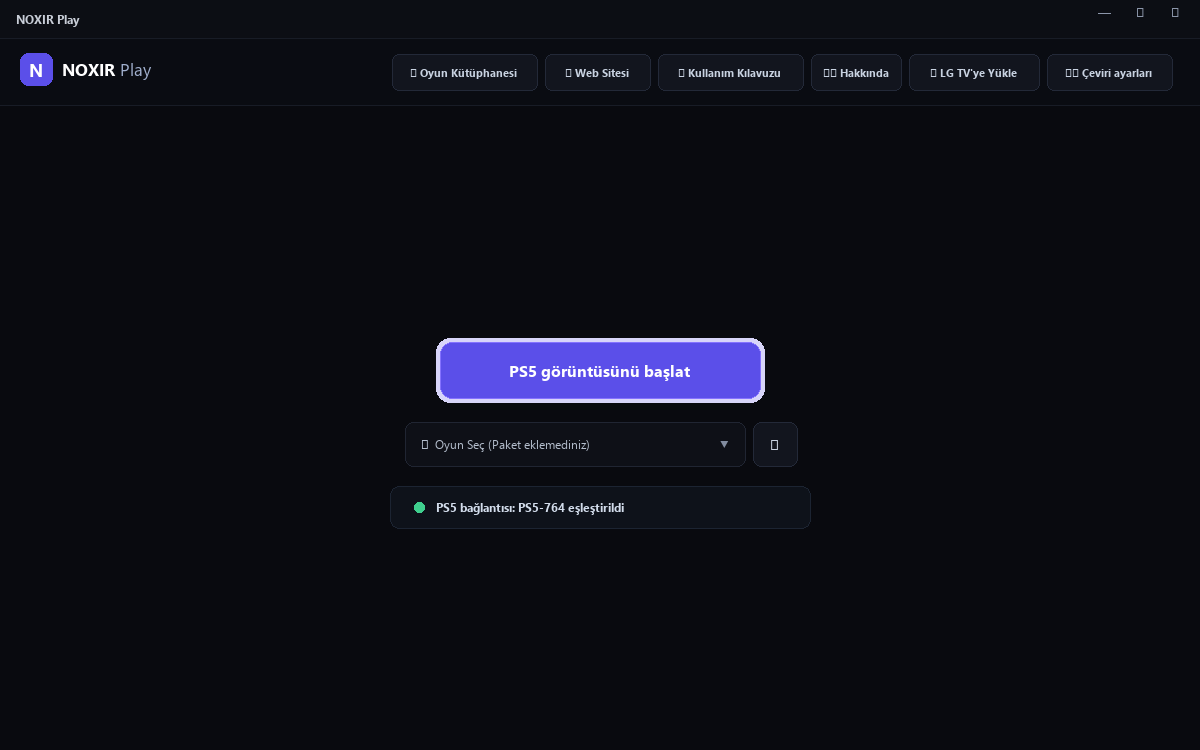 NOXIR Play
N NOXIR Play
Oyun Kütüphanesi
Web Sitesi
Kullanım Kılavuzu
Hakkında
LG TV'ye Yükle
Çeviri ayarları
PS5 görüntüsünü başlat
Oyun Seç (Paket eklemediniz)
PS5 bağlantısı: PS5-764 eşleştirildi